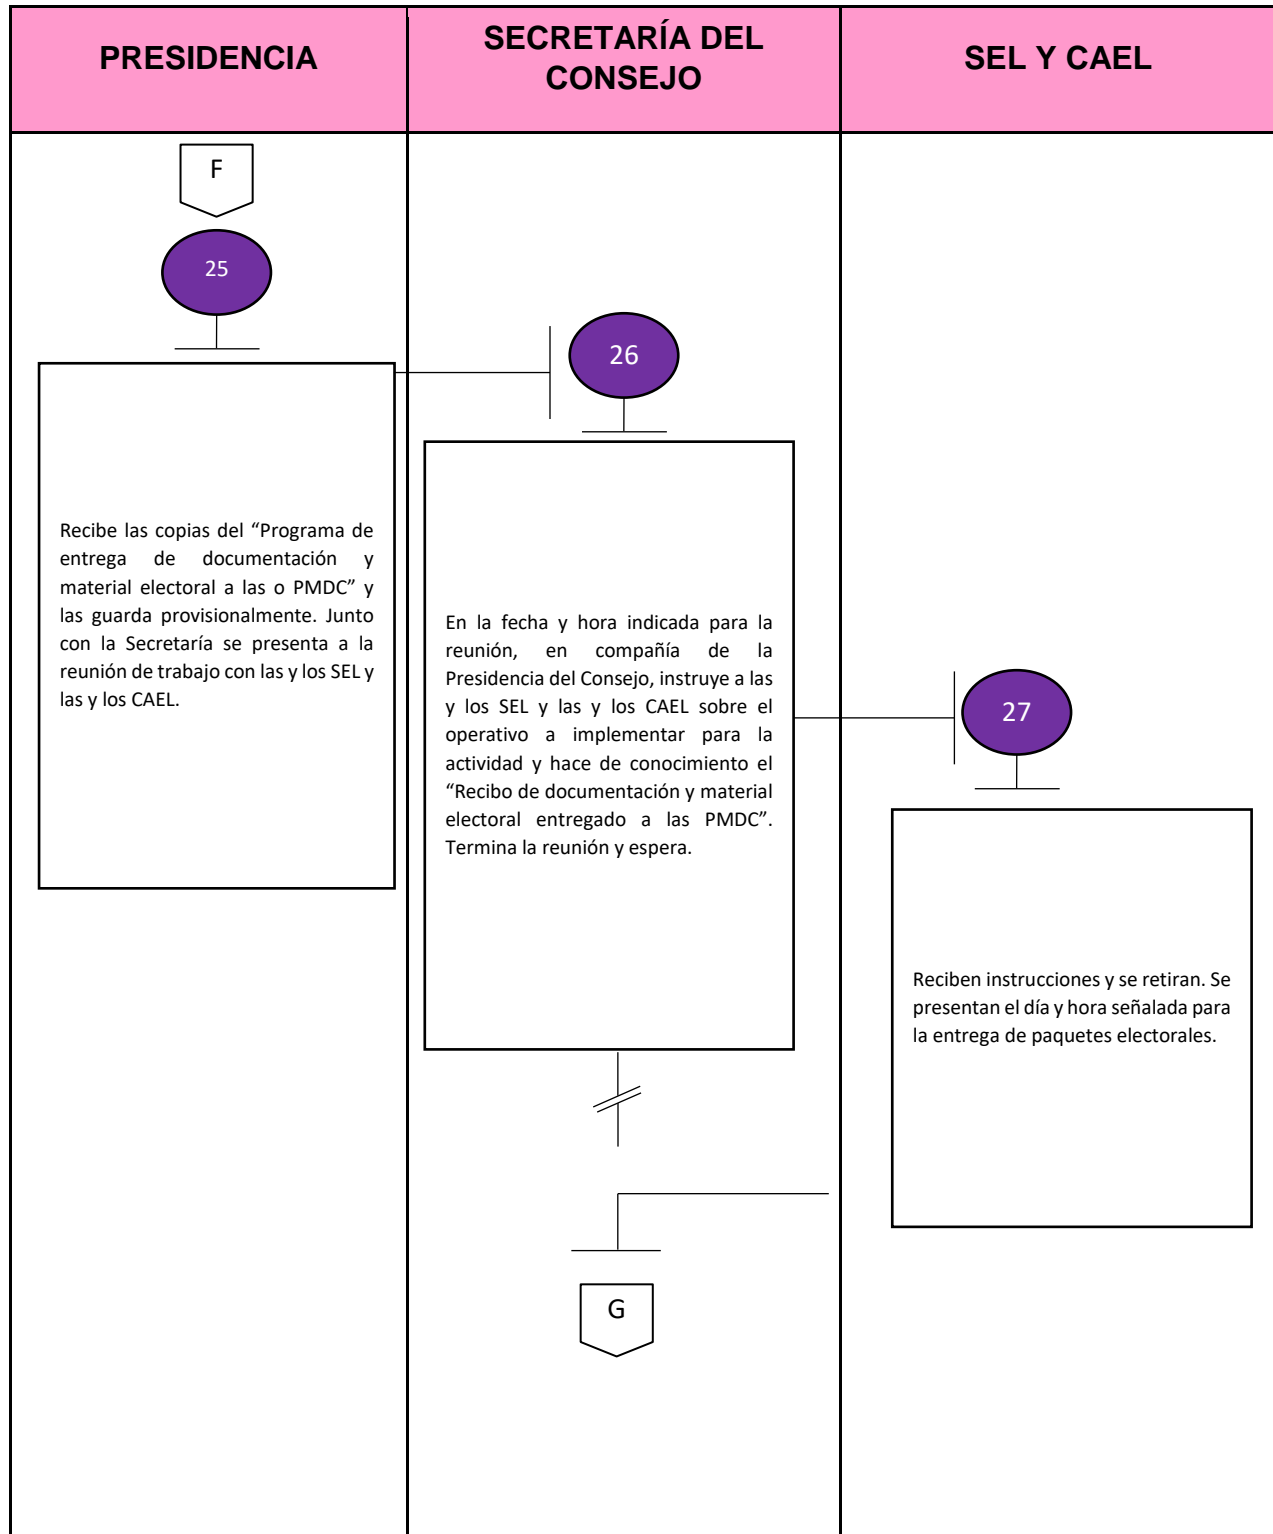 PRESIDENCIA
SECRETARÍA DEL
CONSEJO
SEL Y CAEL
F
25
Recibe las copias del “Programa de
entrega de documentación y
material electoral a las o PMDC” y
las guarda provisionalmente. Junto
con la Secretaría se presenta a la
reunión de trabajo con las y los SEL y
las y los CAEL.
26
En la fecha y hora indicada para la
reunión, en compañía de la
Presidencia del Consejo, instruye a las
y los SEL y las y los CAEL sobre el
operativo a implementar para la
actividad y hace de conocimiento el
“Recibo de documentación y material
electoral entregado a las PMDC”.
Termina la reunión y espera.
27
Reciben instrucciones y se retiran. Se
presentan el día y hora señalada para
la entrega de paquetes electorales.
G